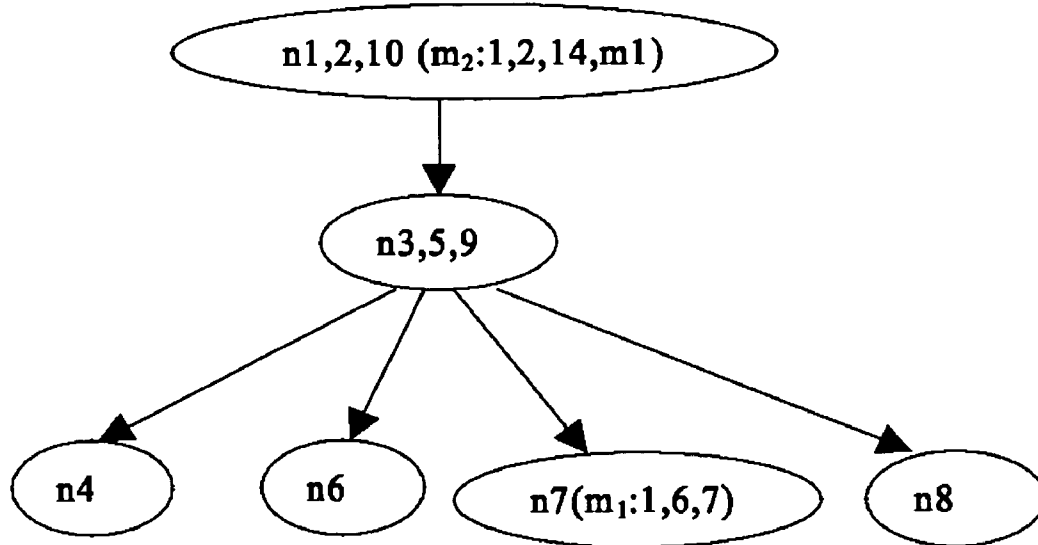 n1,2,10 (m₂:1,2,14,m1)
n3,5,9
n4
n6
n7(m₁:1,6,7)
n8